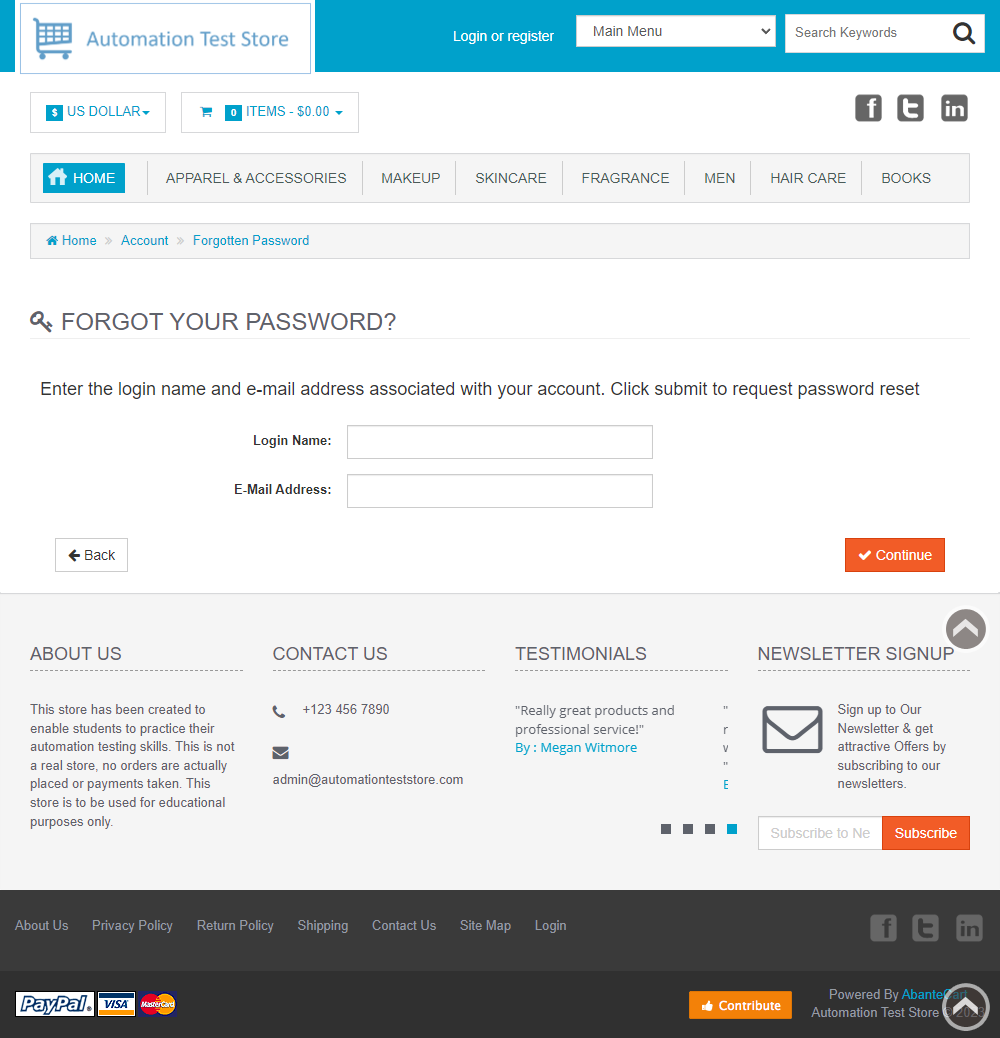 Automation Test Store
Login or register
Main Menu
Search Keywords
$ US DOLLAR
0 ITEMS - $0.00
f t in
HOME
APPAREL & ACCESSORIES
MAKEUP
SKINCARE
FRAGRANCE
MEN
HAIR CARE
BOOKS
Home » Account » Forgotten Password
FORGOT YOUR PASSWORD?
Enter the login name and e-mail address associated with your account. Click submit to request password reset
Login Name:
E-Mail Address:
Back
Continue
ABOUT US
This store has been created to
enable students to practice their
automation testing skills. This is not
a real store, no orders are actually
placed or payments taken. This
store is to be used for educational
purposes only.
CONTACT US
+123 456 7890
admin@automationteststore.com
TESTIMONIALS
"Really great products and
professional service!"
By : Megan Witmore
NEWSLETTER SIGNUP
Sign up to Our
Newsletter & get
attractive Offers by
subscribing to our
newsletters.
Subscribe to Ne
Subscribe
About Us
Privacy Policy
Return Policy
Shipping
Contact Us
Site Map
Login
f t in
PayPal
VISA
MasterCard
Contribute
Powered By AbanteCart
Automation Test Store ©